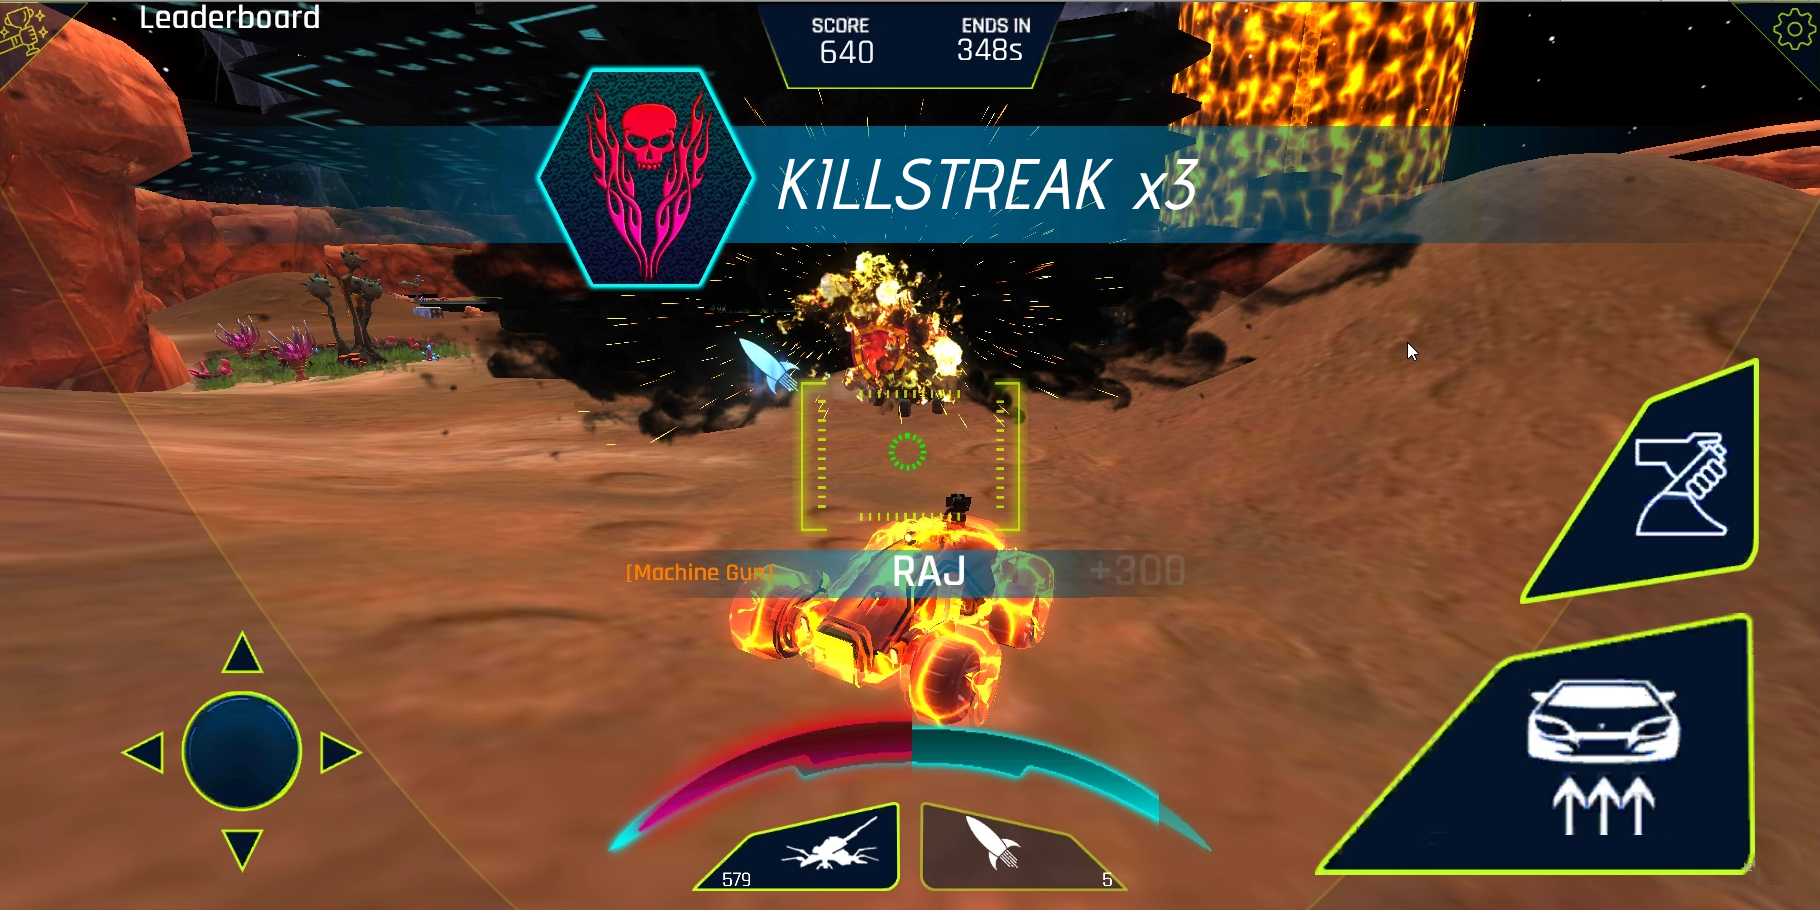 Leaderboard
SCORE
640
ENDS IN
348s
KILLSTREAK x3
[Machine Gun]
RAJ
+300
579
5